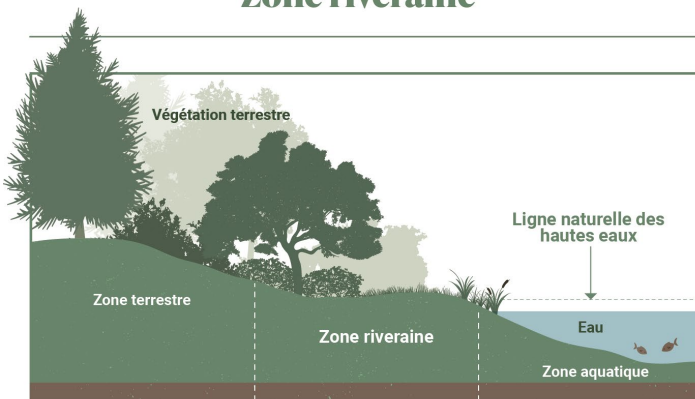 Zone riveraine
Végétation terrestre
Ligne naturelle des
hautes eaux
Zone terrestre
Zone riveraine
Eau
Zone aquatique